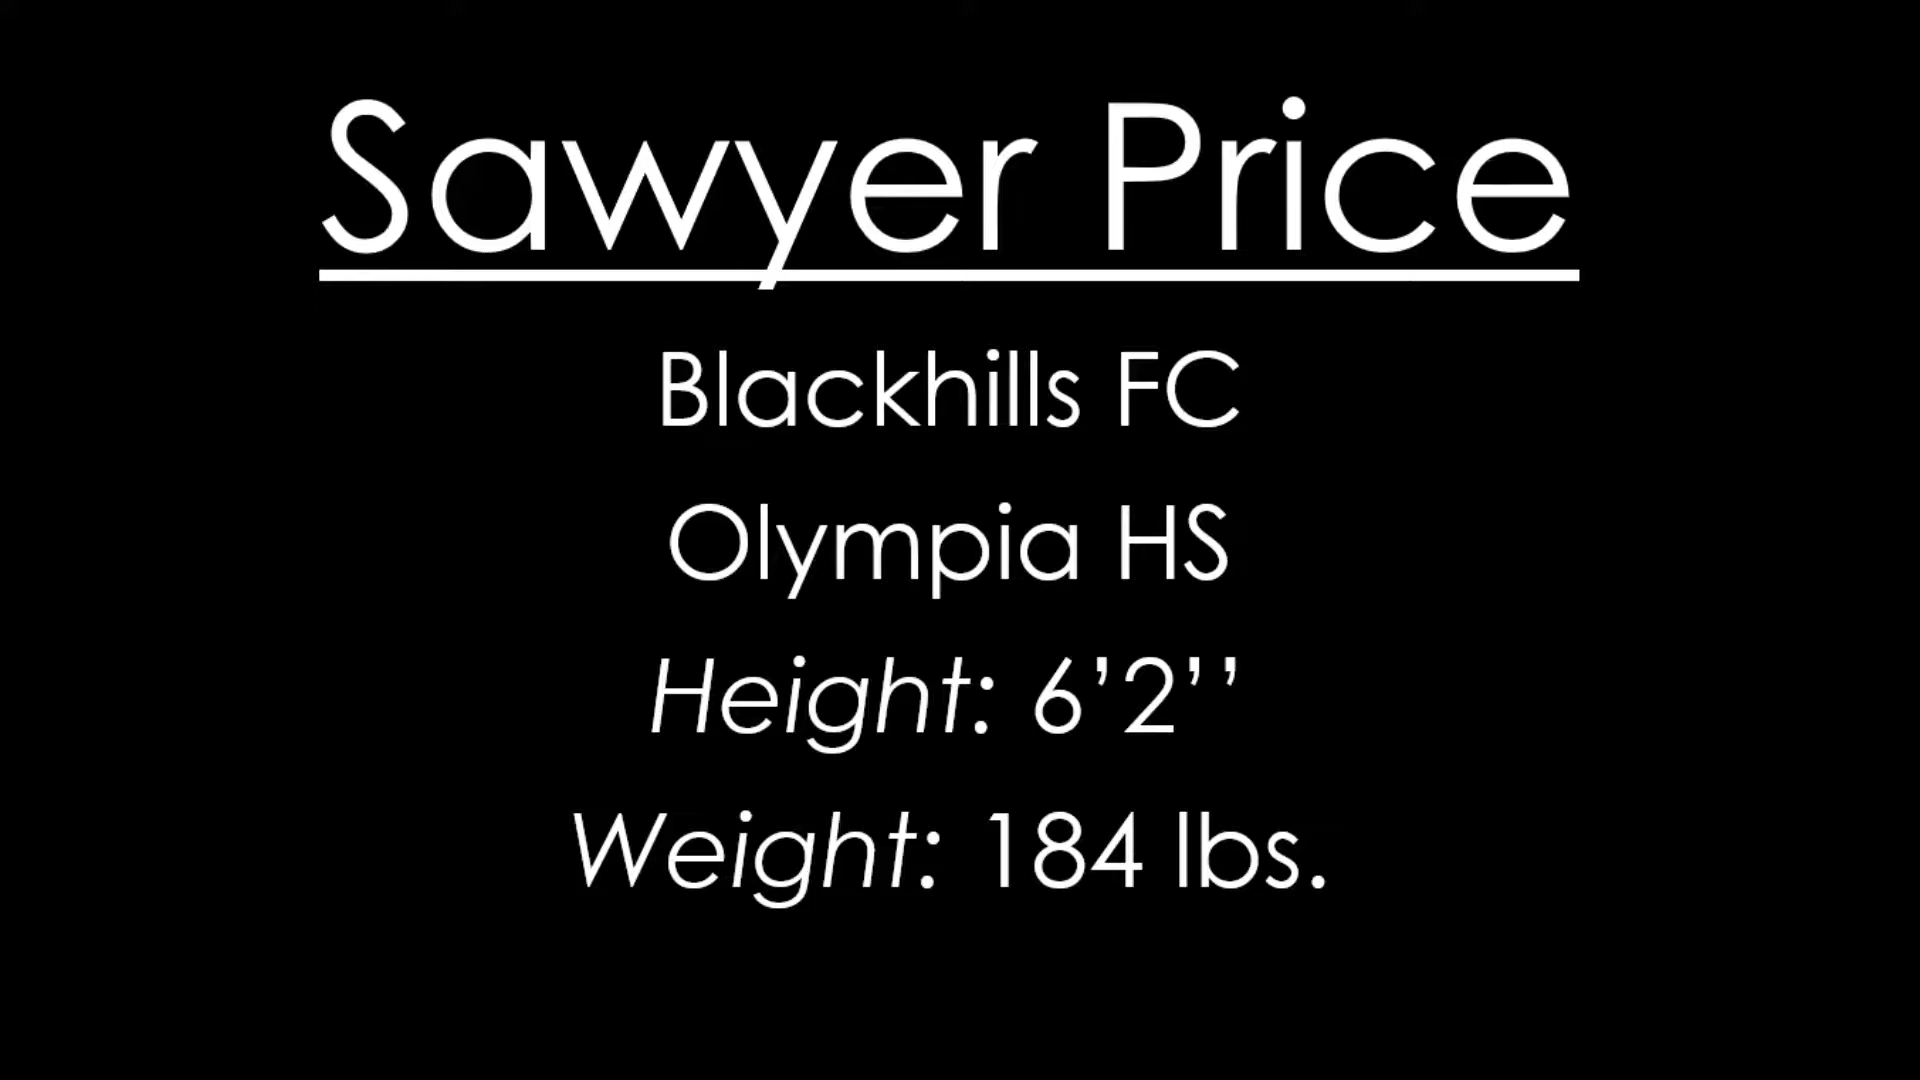 Sawyer Price
Blackhills FC
Olympia HS
Height: 6’2’’
Weight: 184 lbs.